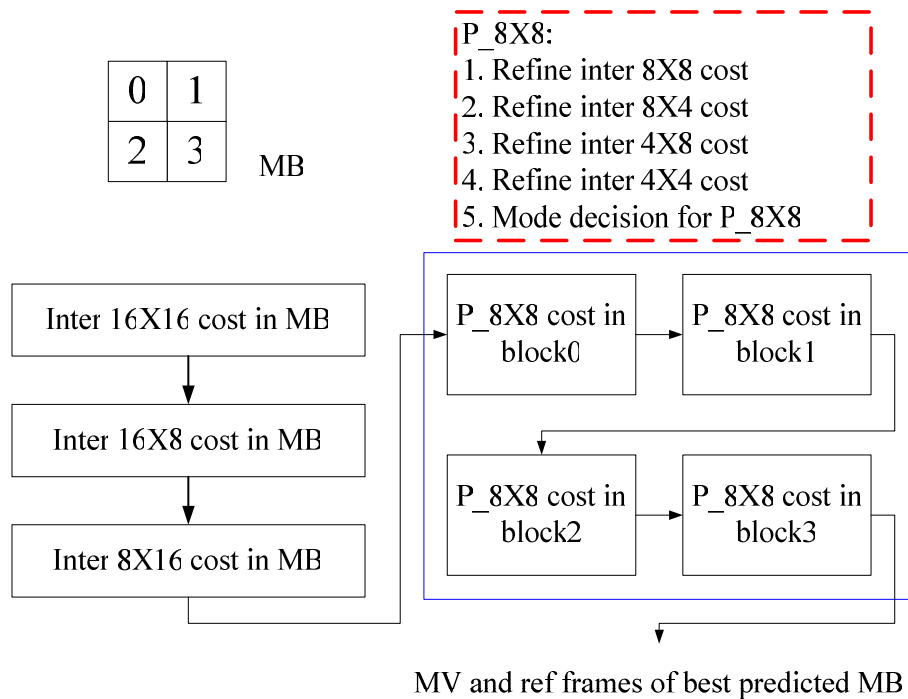 0 1
2 3
MB
P_8X8:
1. Refine inter 8X8 cost
2. Refine inter 8X4 cost
3. Refine inter 4X8 cost
4. Refine inter 4X4 cost
5. Mode decision for P_8X8
Inter 16X16 cost in MB
Inter 16X8 cost in MB
Inter 8X16 cost in MB
P_8X8 cost in
block0
P_8X8 cost in
block1
P_8X8 cost in
block2
P_8X8 cost in
block3
MV and ref frames of best predicted MB